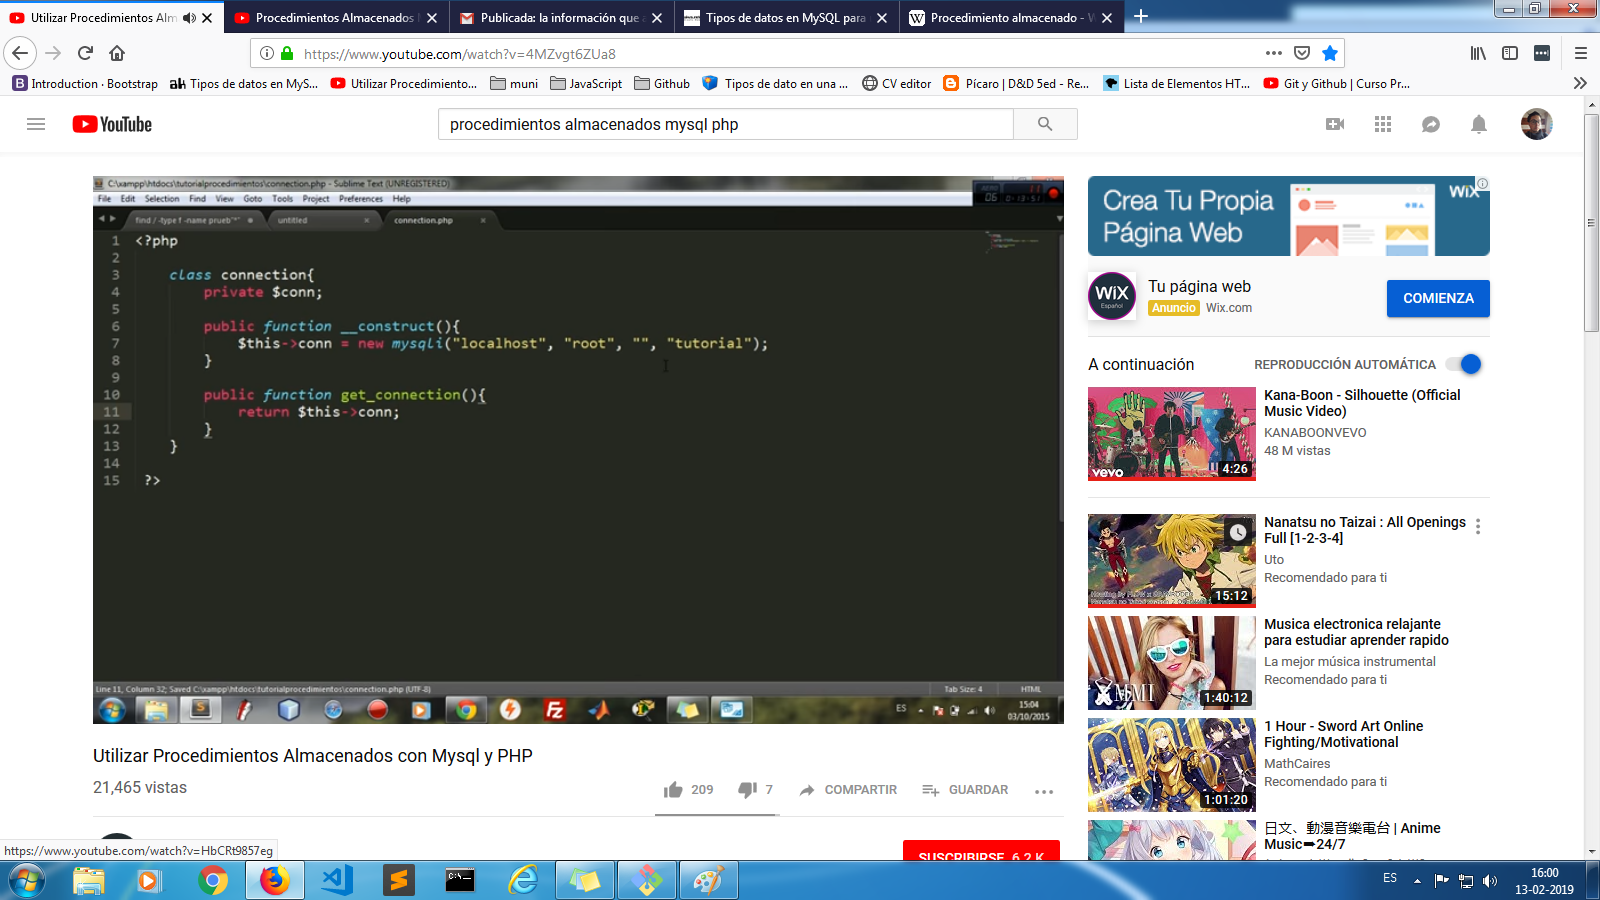 Utilizar Procedimientos Alm
Procedimientos Almacenados
Publicada: la información que
Tipos de datos en MySQL para
Procedimiento almacenado - W
https://www.youtube.com/watch?v=4MZvgt6ZUa8
Introduction · Bootstrap
Tipos de datos en MyS...
Utilizar Procedimiento...
muni
JavaScript
Github
Tipos de dato en una ...
CV editor
Pícaro | D&D 5ed - Re...
Lista de Elementos HT...
Git y Github | Curso Pr...
YouTube
procedimientos almacenados mysql php
C:\xampp\htdocs\tutorialprocedimientos\connection.php - Sublime Text (UNREGISTERED)
File Edit Selection Find View Goto Tools Project Preferences Help
find / -type f -name prueb"*"
untitled
connection.php
1 <?php
2
3 class connection{
4 private $conn;
5
6 public function __construct(){
7 $this->conn = new mysqli("localhost", "root", "", "tutorial");
8 }
9
10 public function get_connection(){
11 return $this->conn;
12 }
13 }
14
15 ?>
Line 11, Column 32; Saved C:\xampp\htdocs\tutorialprocedimientos\connection.php (UTF-8)
Tab Size: 4
HTML
ES
15:04
03/10/2015
Utilizar Procedimientos Almacenados con Mysql y PHP
21,465 vistas
209
7
COMPARTIR
GUARDAR
SUSCRIBIRSE 6.2 K
Crea Tu Propia
Página Web
WiX
WiX
Español
Tu página web
Anuncio Wix.com
COMIENZA
A continuación
REPRODUCCIÓN AUTOMÁTICA
vevo
4:26
Kana-Boon - Silhouette (Official
Music Video)
KANABOONVEVO
48 M vistas
15:12
Nanatsu no Taizai : All Openings
Full [1-2-3-4]
Uto
Recomendado para ti
MMI
1:40:12
Musica electronica relajante
para estudiar aprender rapido
La mejor música instrumental
Recomendado para ti
1:01:20
1 Hour - Sword Art Online
Fighting/Motivational
MathCaires
Recomendado para ti
日文、動漫音樂電台 | Anime
Music➡24/7
https://www.youtube.com/watch?v=HbCRt9857eg
ES
16:00
13-02-2019